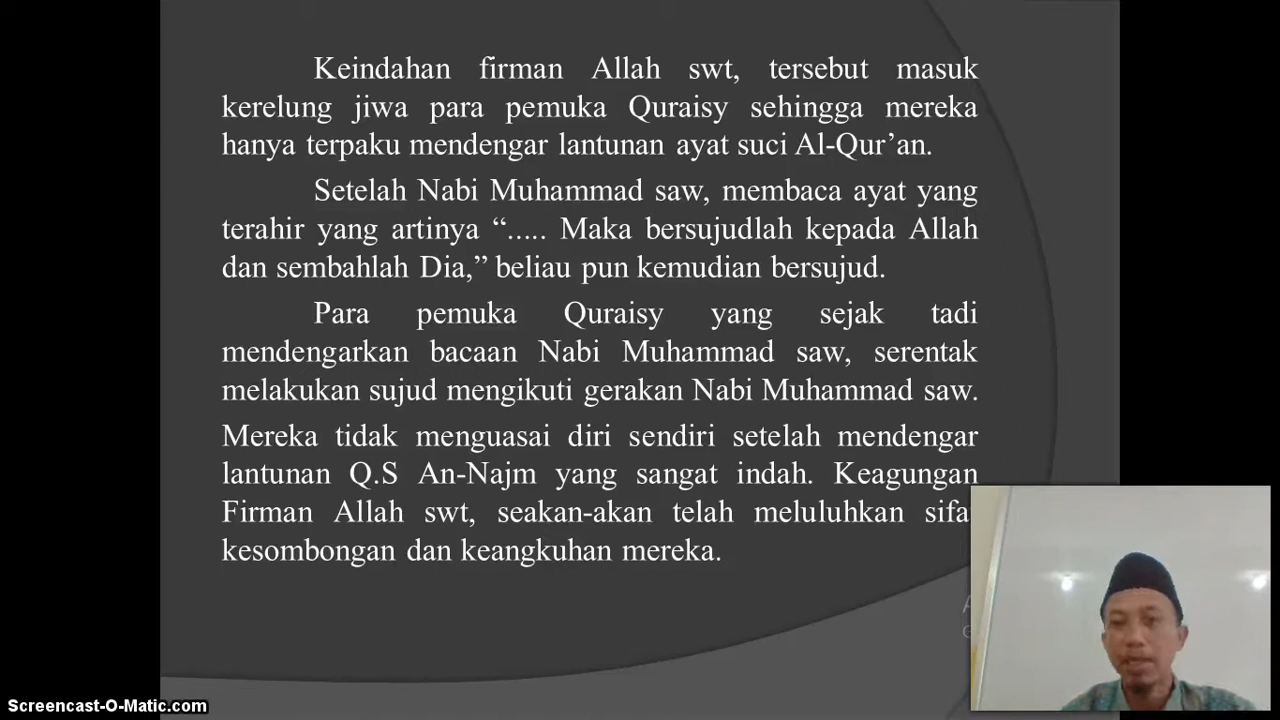 Keindahan firman Allah swt, tersebut masuk
kerelung jiwa para pemuka Quraisy sehingga mereka
hanya terpaku mendengar lantunan ayat suci Al-Qur’an.
Setelah Nabi Muhammad saw, membaca ayat yang
terahir yang artinya “..... Maka bersujudlah kepada Allah
dan sembahlah Dia,” beliau pun kemudian bersujud.
Para pemuka Quraisy yang sejak tadi
mendengarkan bacaan Nabi Muhammad saw, serentak
melakukan sujud mengikuti gerakan Nabi Muhammad saw.
Mereka tidak menguasai diri sendiri setelah mendengar
lantunan Q.S An-Najm yang sangat indah. Keagungan
Firman Allah swt, seakan-akan telah meluluhkan
kesombongan dan keangkuhan mereka.
Screencast-O-Matic.com